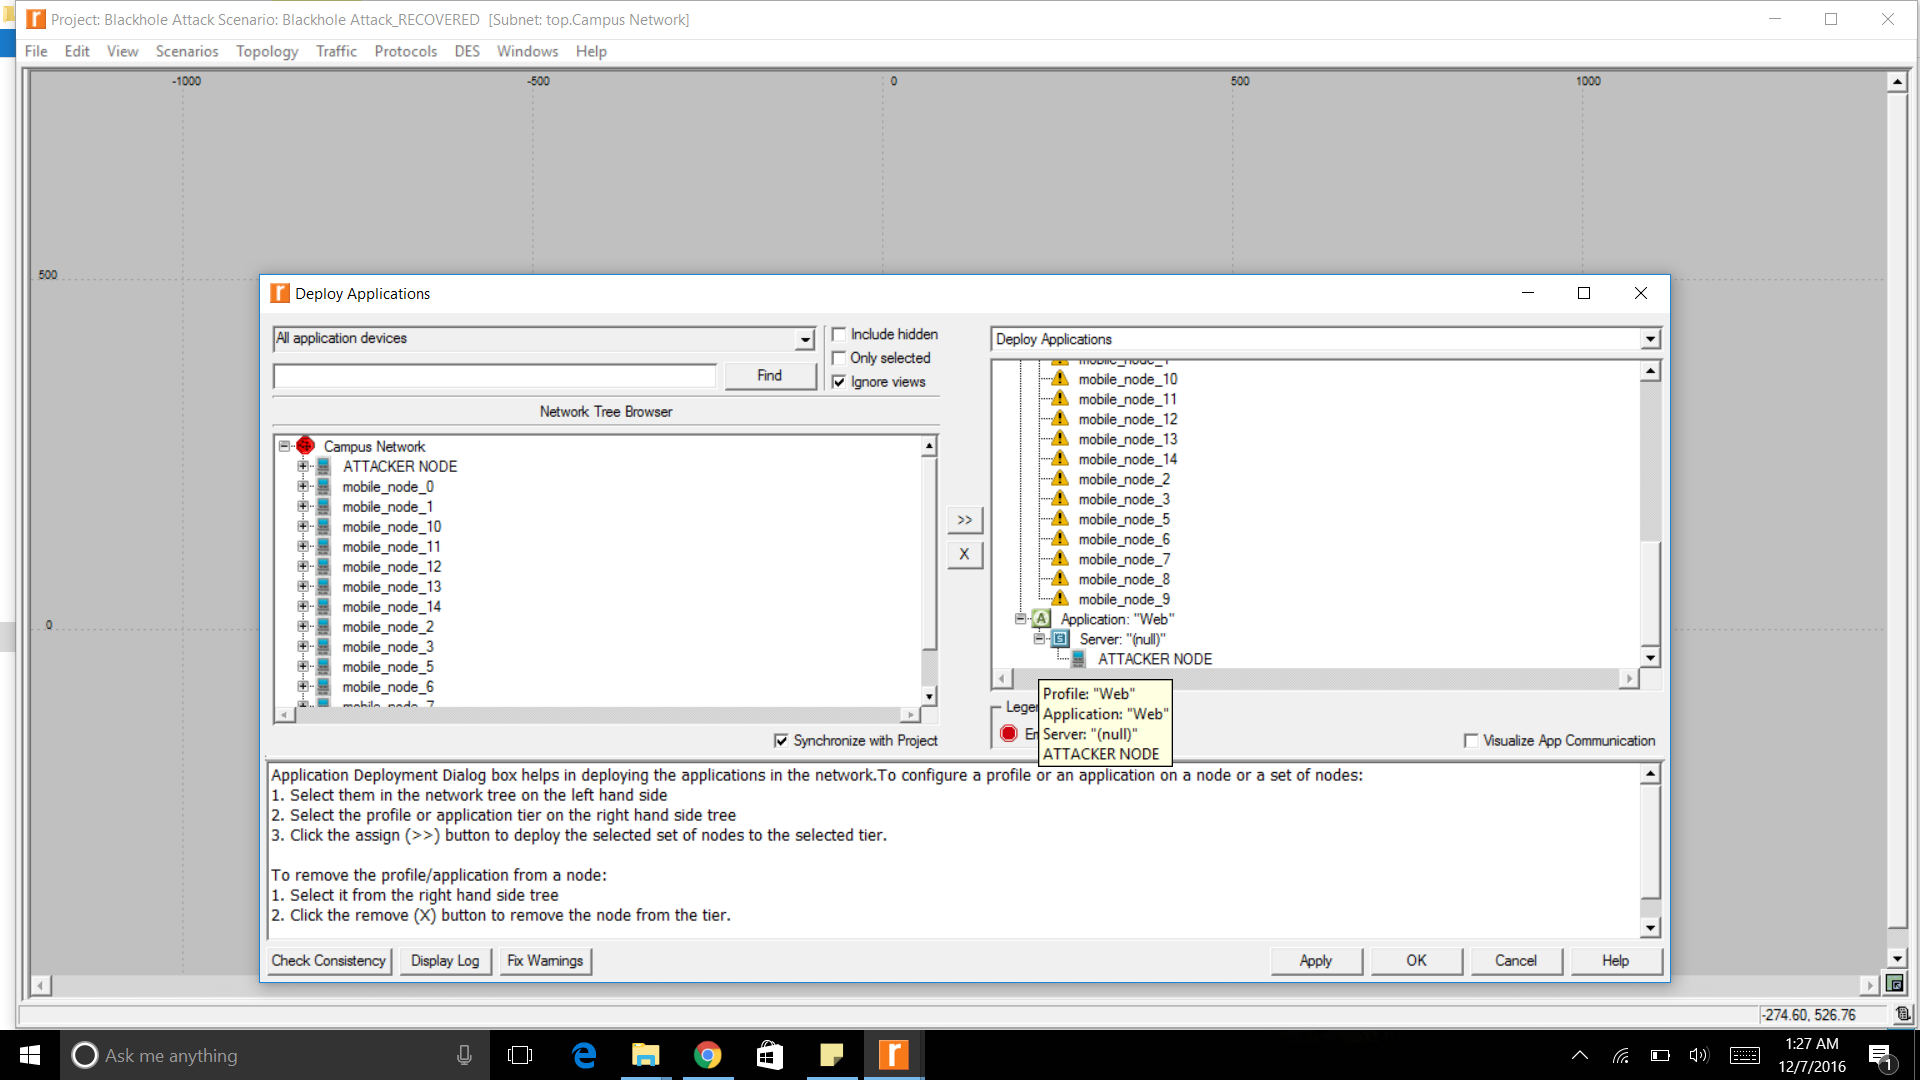 Project: Blackhole Attack Scenario: Blackhole Attack_RECOVERED [Subnet: top.Campus Network]
File Edit View Scenarios Topology Traffic Protocols DES Windows Help
-1000 -500 0 500 1000
500
0
Deploy Applications
All application devices
Find
Include hidden
Only selected
Ignore views
Network Tree Browser
Campus Network
ATTACKER NODE
mobile_node_0
mobile_node_1
mobile_node_10
mobile_node_11
mobile_node_12
mobile_node_13
mobile_node_14
mobile_node_2
mobile_node_3
mobile_node_5
mobile_node_6
mobile_node_7
Synchronize with Project
>>
X
Deploy Applications
mobile_node_1
mobile_node_10
mobile_node_11
mobile_node_12
mobile_node_13
mobile_node_14
mobile_node_2
mobile_node_3
mobile_node_5
mobile_node_6
mobile_node_7
mobile_node_8
mobile_node_9
Application: "Web"
Server: "(null)"
ATTACKER NODE
Profile: "Web"
Application: "Web"
Server: "(null)"
ATTACKER NODE
Visualize App Communication
Application Deployment Dialog box helps in deploying the applications in the network.To configure a profile or an application on a node or a set of nodes:
1. Select them in the network tree on the left hand side
2. Select the profile or application tier on the right hand side tree
3. Click the assign (>>) button to deploy the selected set of nodes to the selected tier.
To remove the profile/application from a node:
1. Select it from the right hand side tree
2. Click the remove (X) button to remove the node from the tier.
Check Consistency Display Log Fix Warnings Apply OK Cancel Help
-274.60, 526.76
Ask me anything
1:27 AM
12/7/2016
1